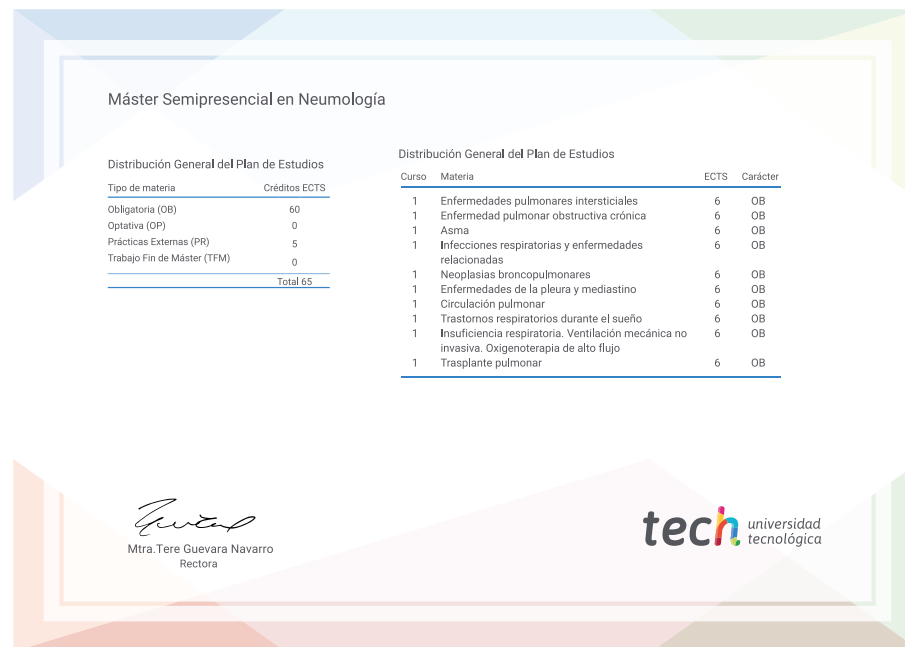 Máster Semipresencial en Neumología
Distribución General del Plan de Estudios
Tipo de materia Créditos ECTS
Obligatoria (OB) 60
Optativa (OP) 0
Prácticas Externas (PR) 5
Trabajo Fin de Máster (TFM) 0
Total 65
Distribución General del Plan de Estudios
Curso Materia ECTS Carácter
1 Enfermedades pulmonares intersticiales 6 OB
1 Enfermedad pulmonar obstructiva crónica 6 OB
1 Asma 6 OB
1 Infecciones respiratorias y enfermedades 6 OB
relacionadas
1 Neoplasias broncopulmonares 6 OB
1 Enfermedades de la pleura y mediastino 6 OB
1 Circulación pulmonar 6 OB
1 Trastornos respiratorios durante el sueño 6 OB
1 Insuficiencia respiratoria. Ventilación mecánica no 6 OB
invasiva. Oxigenoterapia de alto flujo
1 Trasplante pulmonar 6 OB
Mtra.Tere Guevara Navarro
Rectora
tech universidad
tecnológica